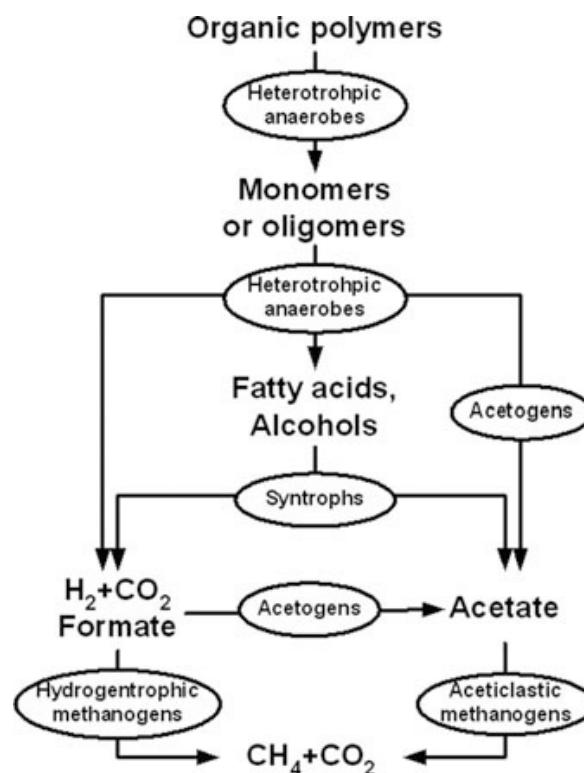 Organic polymers
Heterotrohpic
anaerobes
Monomers
or oligomers
Heterotrohpic
anaerobes
Fatty acids,
Alcohols
Acetogens
Syntrophs
H₂+CO₂
Formate
Acetogens
Acetate
Hydrogentrophic
methanogens
Aceticlastic
methanogens
CH₄+CO₂